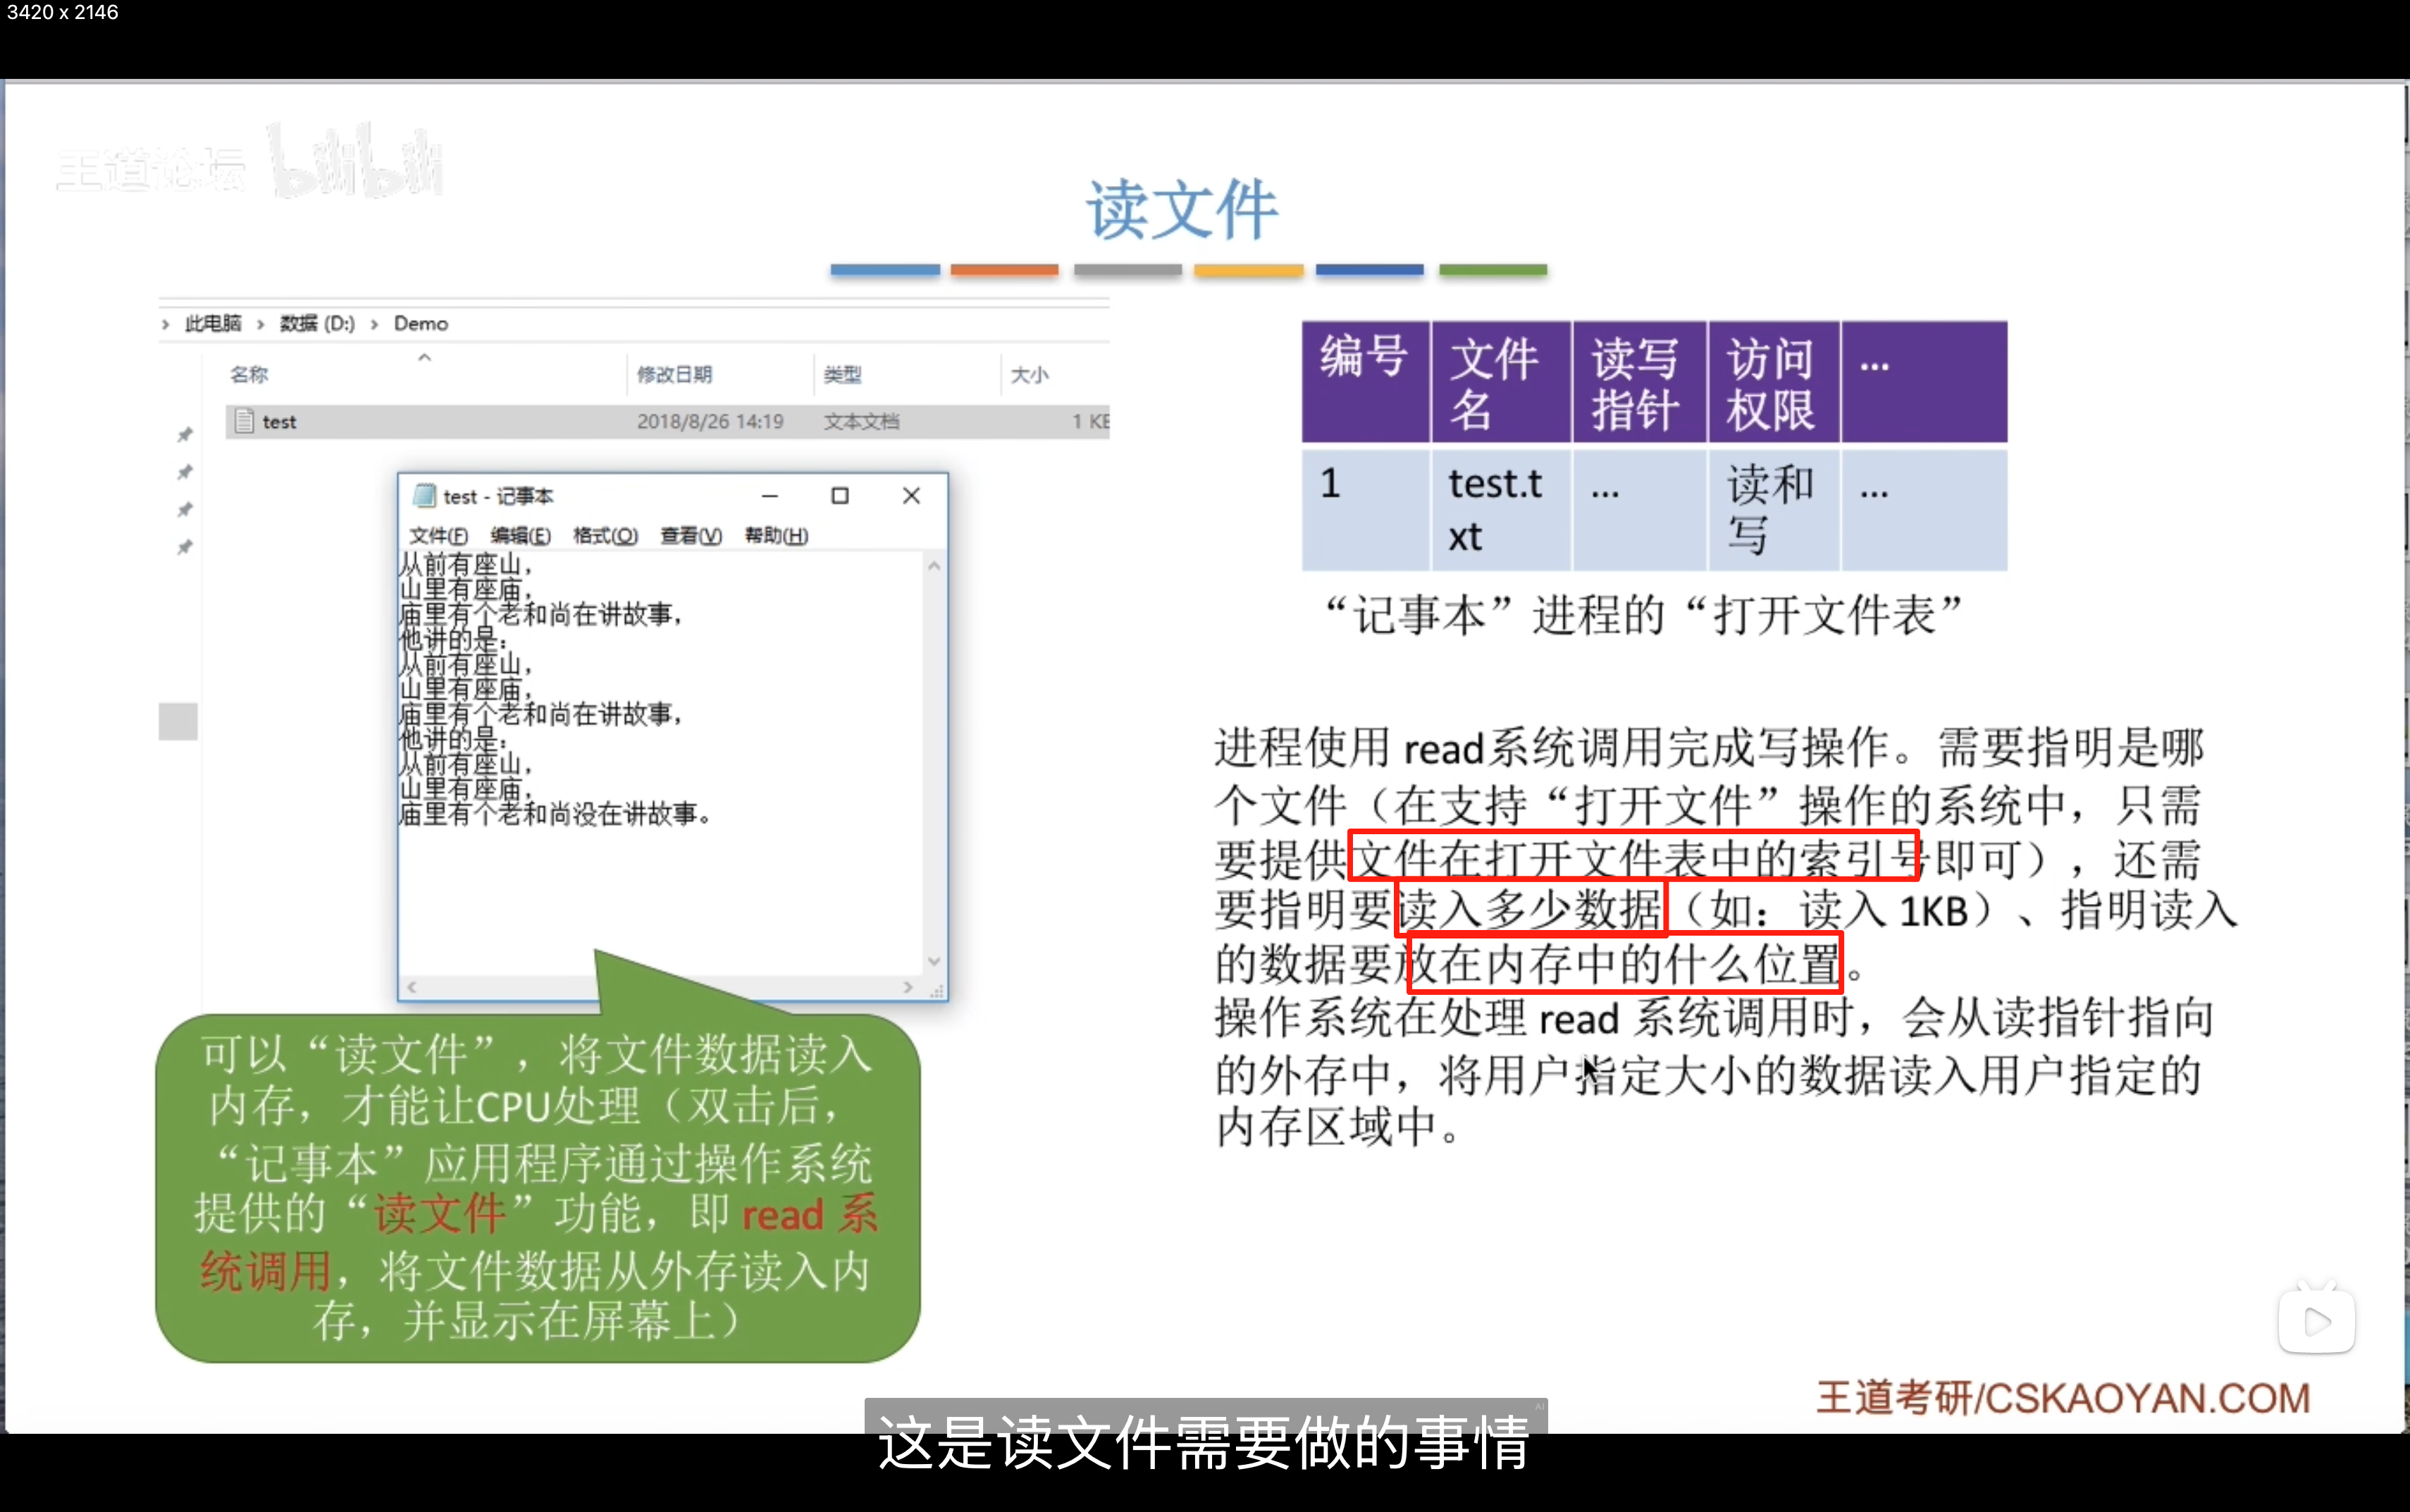 3420 x 2146
王道论坛 bilibili
读文件
此电脑 > 数据 (D:) > Demo
名称 修改日期 类型 大小
test 2018/8/26 14:19 文本文档 1 KB
test - 记事本
文件(F) 编辑(E) 格式(O) 查看(V) 帮助(H)
从前有座山，
山里有座庙，
庙里有个老和尚在讲故事，
他讲的是：
从前有座山，
山里有座庙，
庙里有个老和尚在讲故事，
他讲的是：
从前有座山，
山里有座庙，
庙里有个老和尚没在讲故事。
可以“读文件”，将文件数据读入
内存，才能让CPU处理（双击后，
“记事本”应用程序通过操作系统
提供的“读文件”功能，即 read 系
统调用，将文件数据从外存读入内
存，并显示在屏幕上）
编号 文件名 读写指针 访问权限 …
1 test.txt … 读和写 …
“记事本”进程的“打开文件表”
进程使用 read系统调用完成写操作。需要指明是哪
个文件（在支持“打开文件”操作的系统中，只需
要提供文件在打开文件表中的索引号即可），还需
要指明要读入多少数据（如：读入 1KB）、指明读入
的数据要放在内存中的什么位置。
操作系统在处理 read 系统调用时，会从读指针指向
的外存中，将用户指定大小的数据读入用户指定的
内存区域中。
王道考研/CSKAOYAN.COM
AI
这是读文件需要做的事情